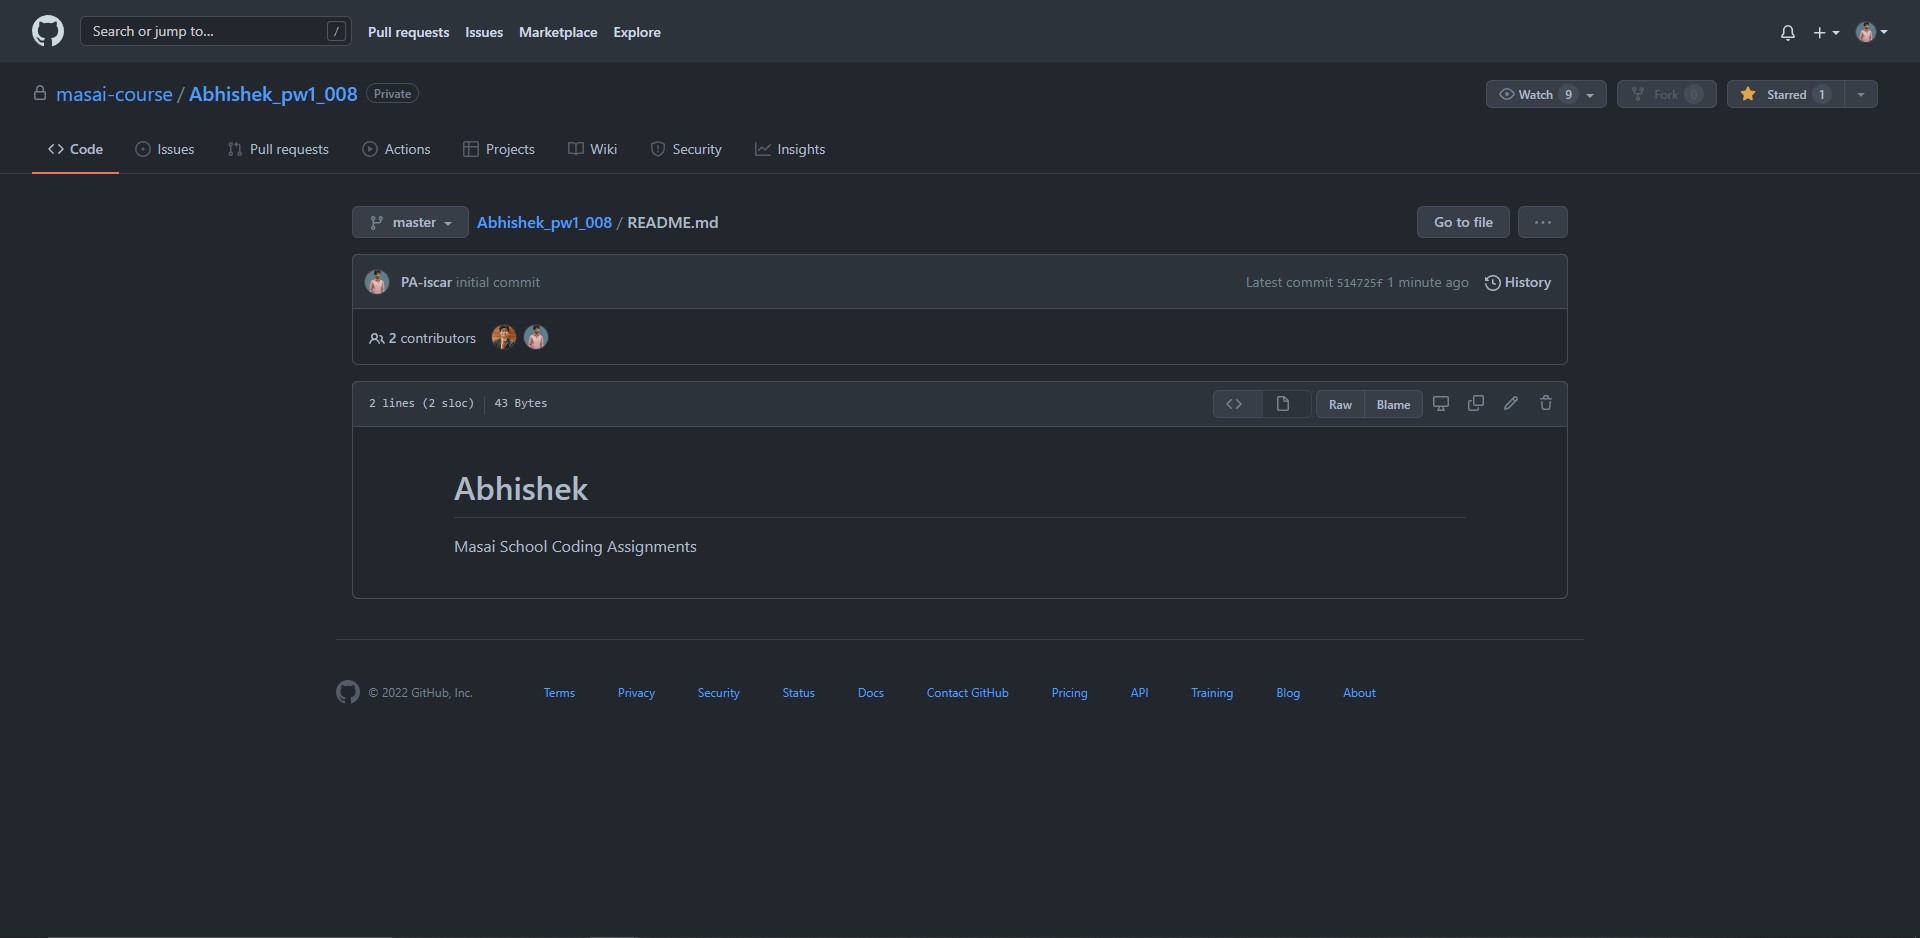 Search or jump to... /
Pull requests Issues Marketplace Explore
masai-course / Abhishek_pw1_008 Private
Watch 9 Fork 0 Starred 1
Code Issues Pull requests Actions Projects Wiki Security Insights
master Abhishek_pw1_008 / README.md Go to file ...
PA-iscar initial commit Latest commit 514725f 1 minute ago History
2 contributors
2 lines (2 sloc) 43 Bytes Raw Blame
Abhishek
Masai School Coding Assignments
© 2022 GitHub, Inc. Terms Privacy Security Status Docs Contact GitHub Pricing API Training Blog About